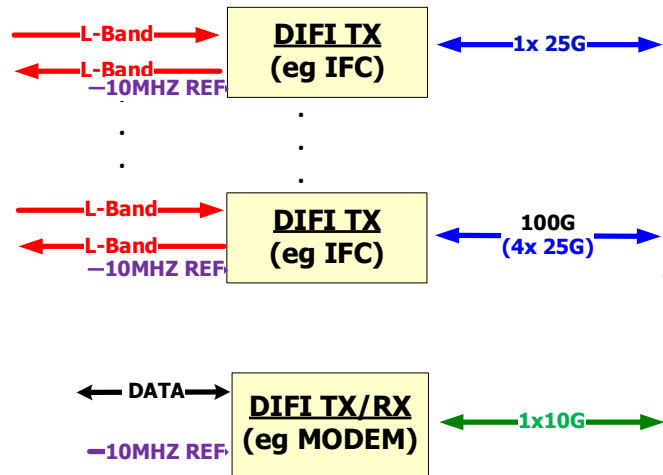 L-Band
DIFI TX
(eg IFC)
1x 25G
L-Band
10MHZ REF
L-Band
DIFI TX
(eg IFC)
100G
(4x 25G)
L-Band
10MHZ REF
DATA
DIFI TX/RX
(eg MODEM)
1x10G
10MHZ REF